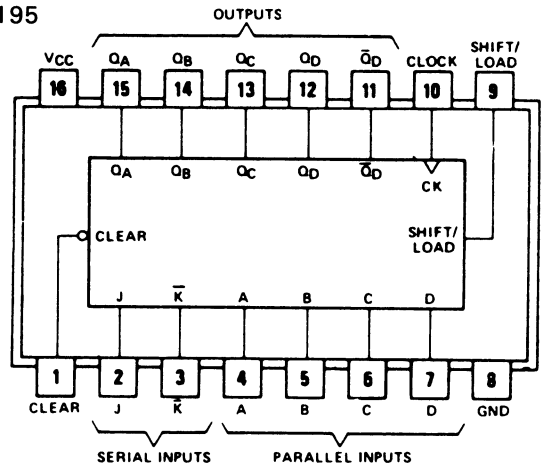 195
OUTPUTS
VCC QA QB QC QD Q̅D CLOCK SHIFT/
LOAD
16 15 14 13 12 11 10 9
QA QB QC QD Q̅D CK
CLEAR SHIFT/
LOAD
J K̅ A B C D
1 2 3 4 5 6 7 8
CLEAR J K̅ A B C D GND
SERIAL INPUTS PARALLEL INPUTS